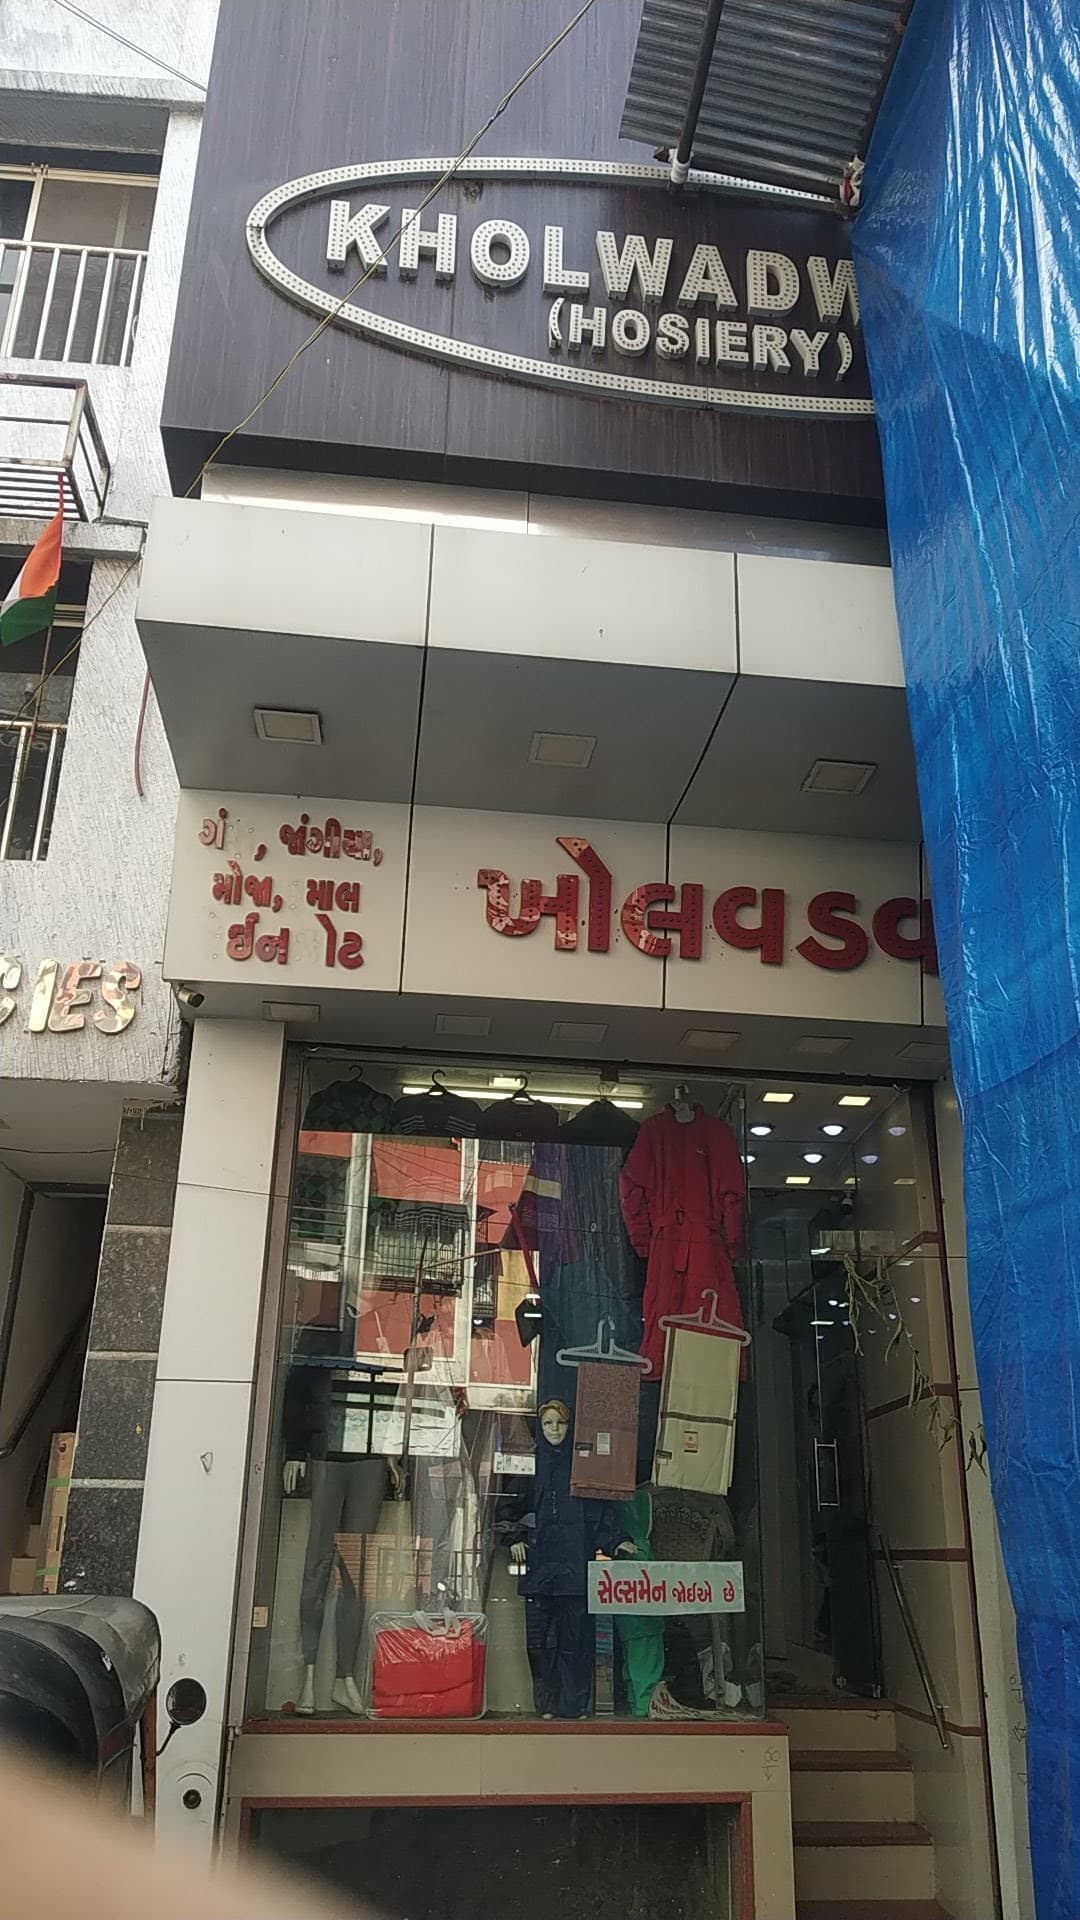 KHOLWADW
(HOSIERY)
ગં , જાંગીયા,
મોજા, માલ
ઈન ોટ
ખોલવડવ
CIES
સેલ્સમેન જોઈએ છે